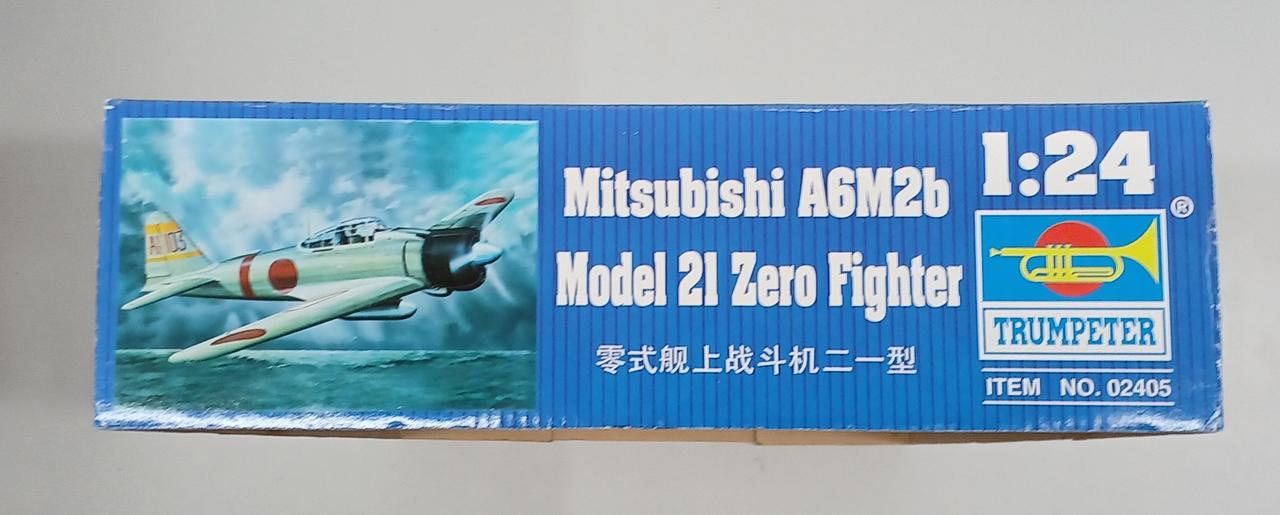 Mitsubishi A6M2b
Model 21 Zero Fighter
零式舰上战斗机二一型
1:24
®
TRUMPETER
ITEM NO. 02405